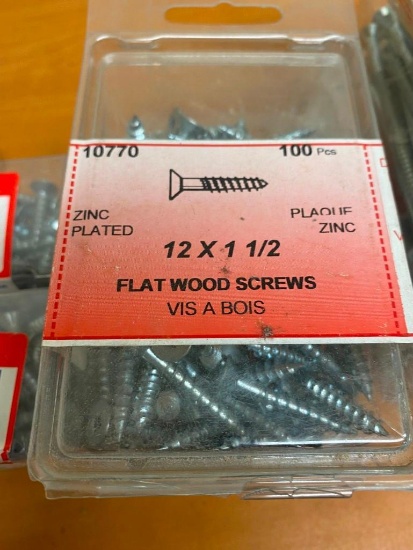 10770 100 Pcs
ZINC PLAQUE
PLATED ZINC
12 X 1 1/2
FLAT WOOD SCREWS
VIS A BOIS